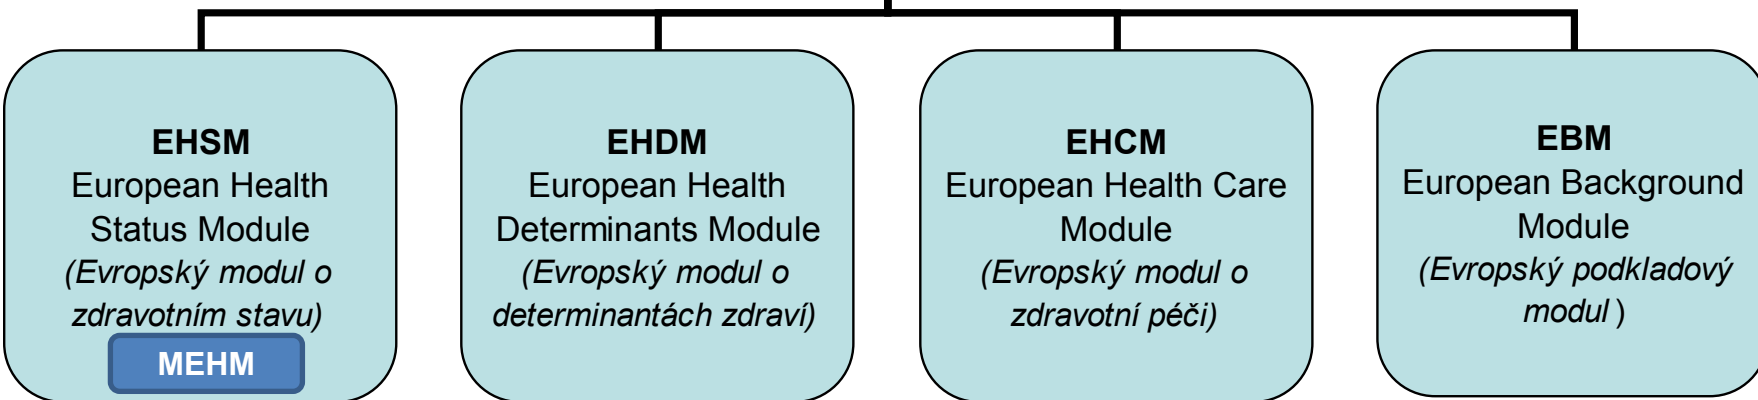 EHSM
European Health
Status Module
(Evropský modul o
zdravotním stavu)
MEHM
EHDM
European Health
Determinants Module
(Evropský modul o
determinantách zdraví)
EHCM
European Health Care
Module
(Evropský modul o
zdravotní péči)
EBM
European Background
Module
(Evropský podkladový
modul )